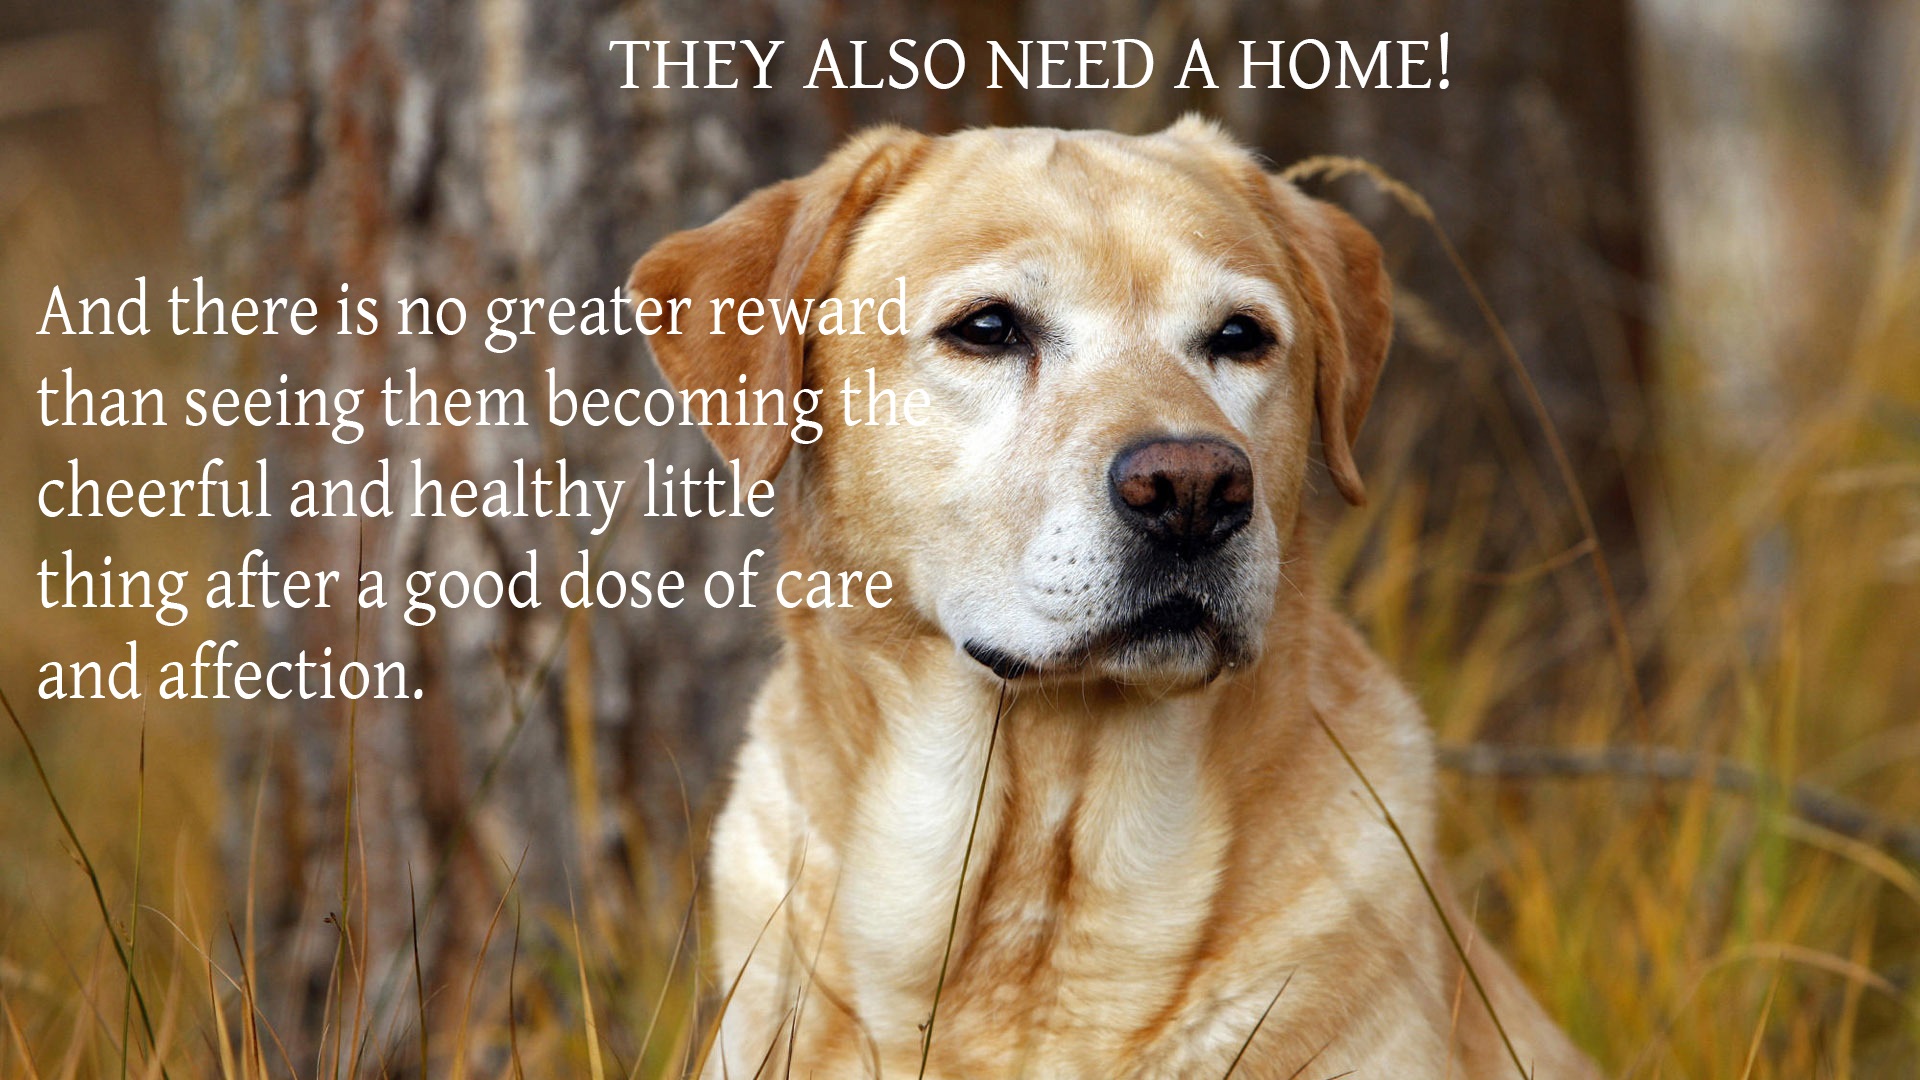 THEY ALSO NEED A HOME!
And there is no greater reward
than seeing them becoming the
cheerful and healthy little
thing after a good dose of care
and affection.